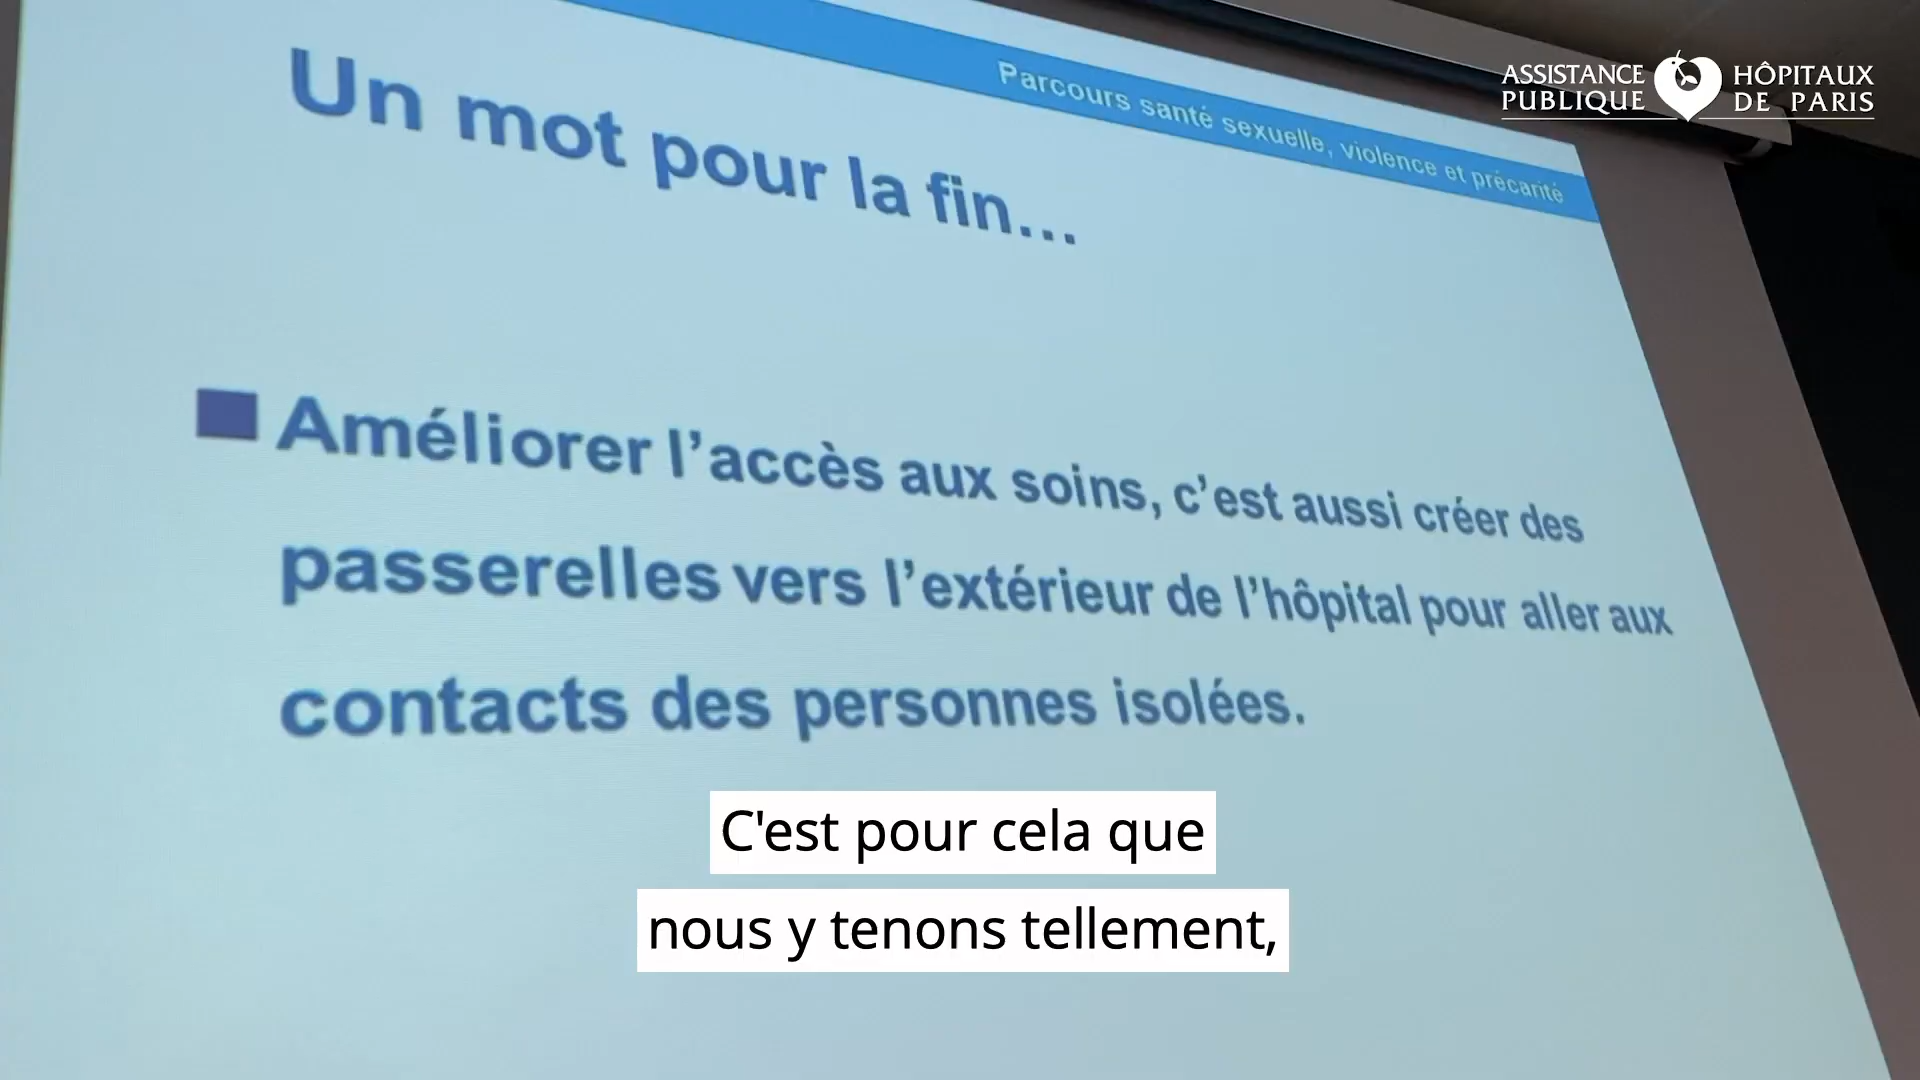 Parcours santé sexuelle, violence et précarité
ASSISTANCE HÔPITAUX
PUBLIQUE DE PARIS
Un mot pour la fin...
Améliorer l’accès aux soins, c’est aussi créer des
passerelles vers l’extérieur de l’hôpital pour aller aux
contacts des personnes isolées.
C'est pour cela que
nous y tenons tellement,